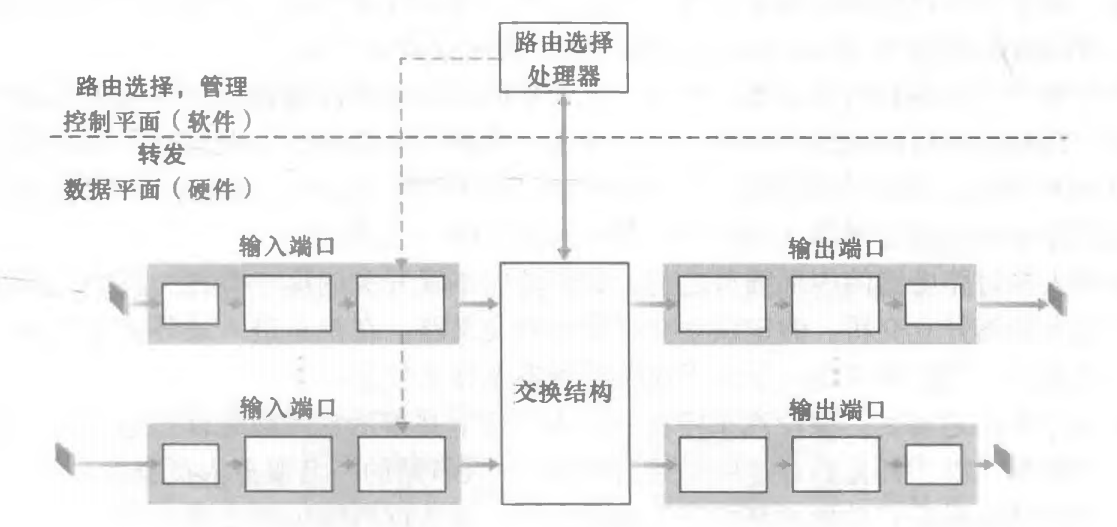 路由选择
处理器
路由选择，管理
控制平面（软件）
转发
数据平面（硬件）
输入端口
输出端口
交换结构
输入端口
输出端口